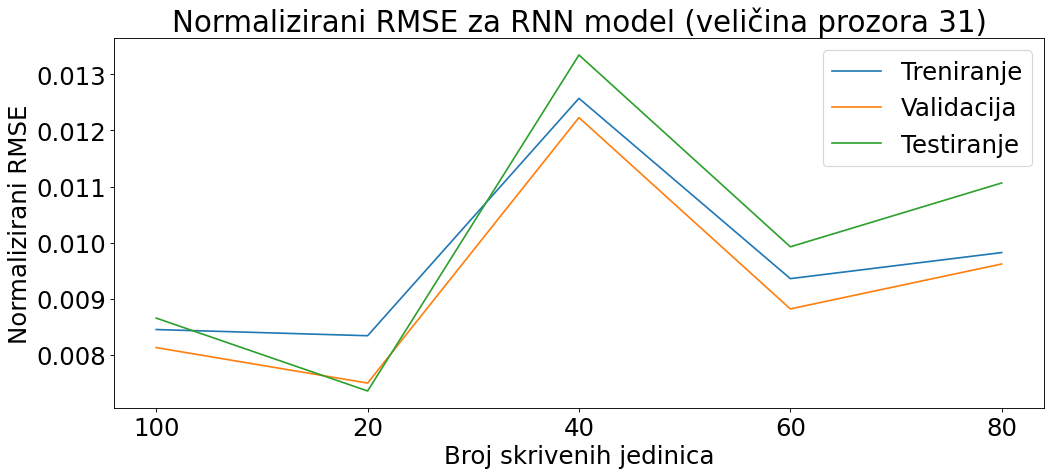 Normalizirani RMSE za RNN model (veličina prozora 31)
Normalizirani RMSE
0.013
0.012
0.011
0.010
0.009
0.008
Treniranje
Validacija
Testiranje
100 20 40 60 80
Broj skrivenih jedinica